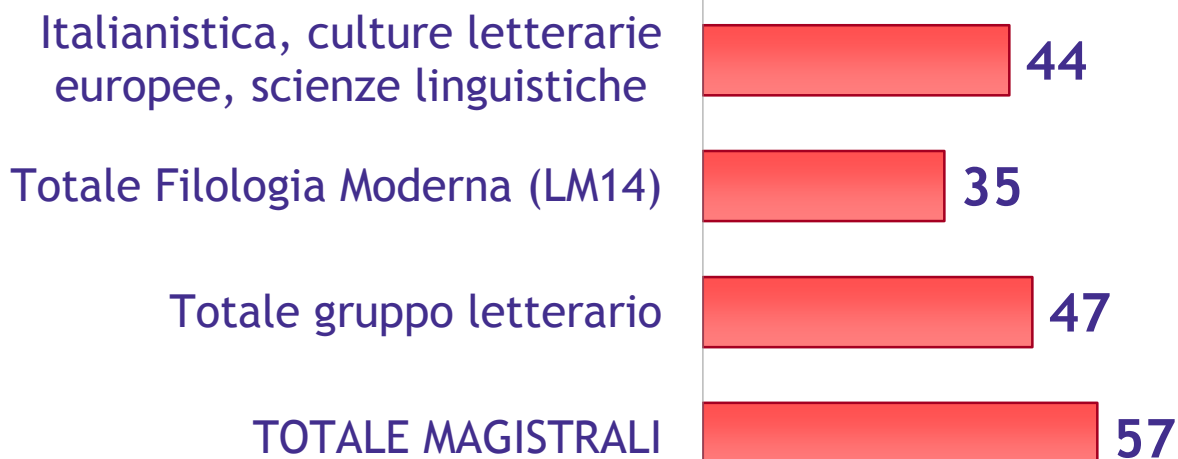 Italianistica, culture letterarie
europee, scienze linguistiche
44
Totale Filologia Moderna (LM14)
35
Totale gruppo letterario
47
TOTALE MAGISTRALI
57